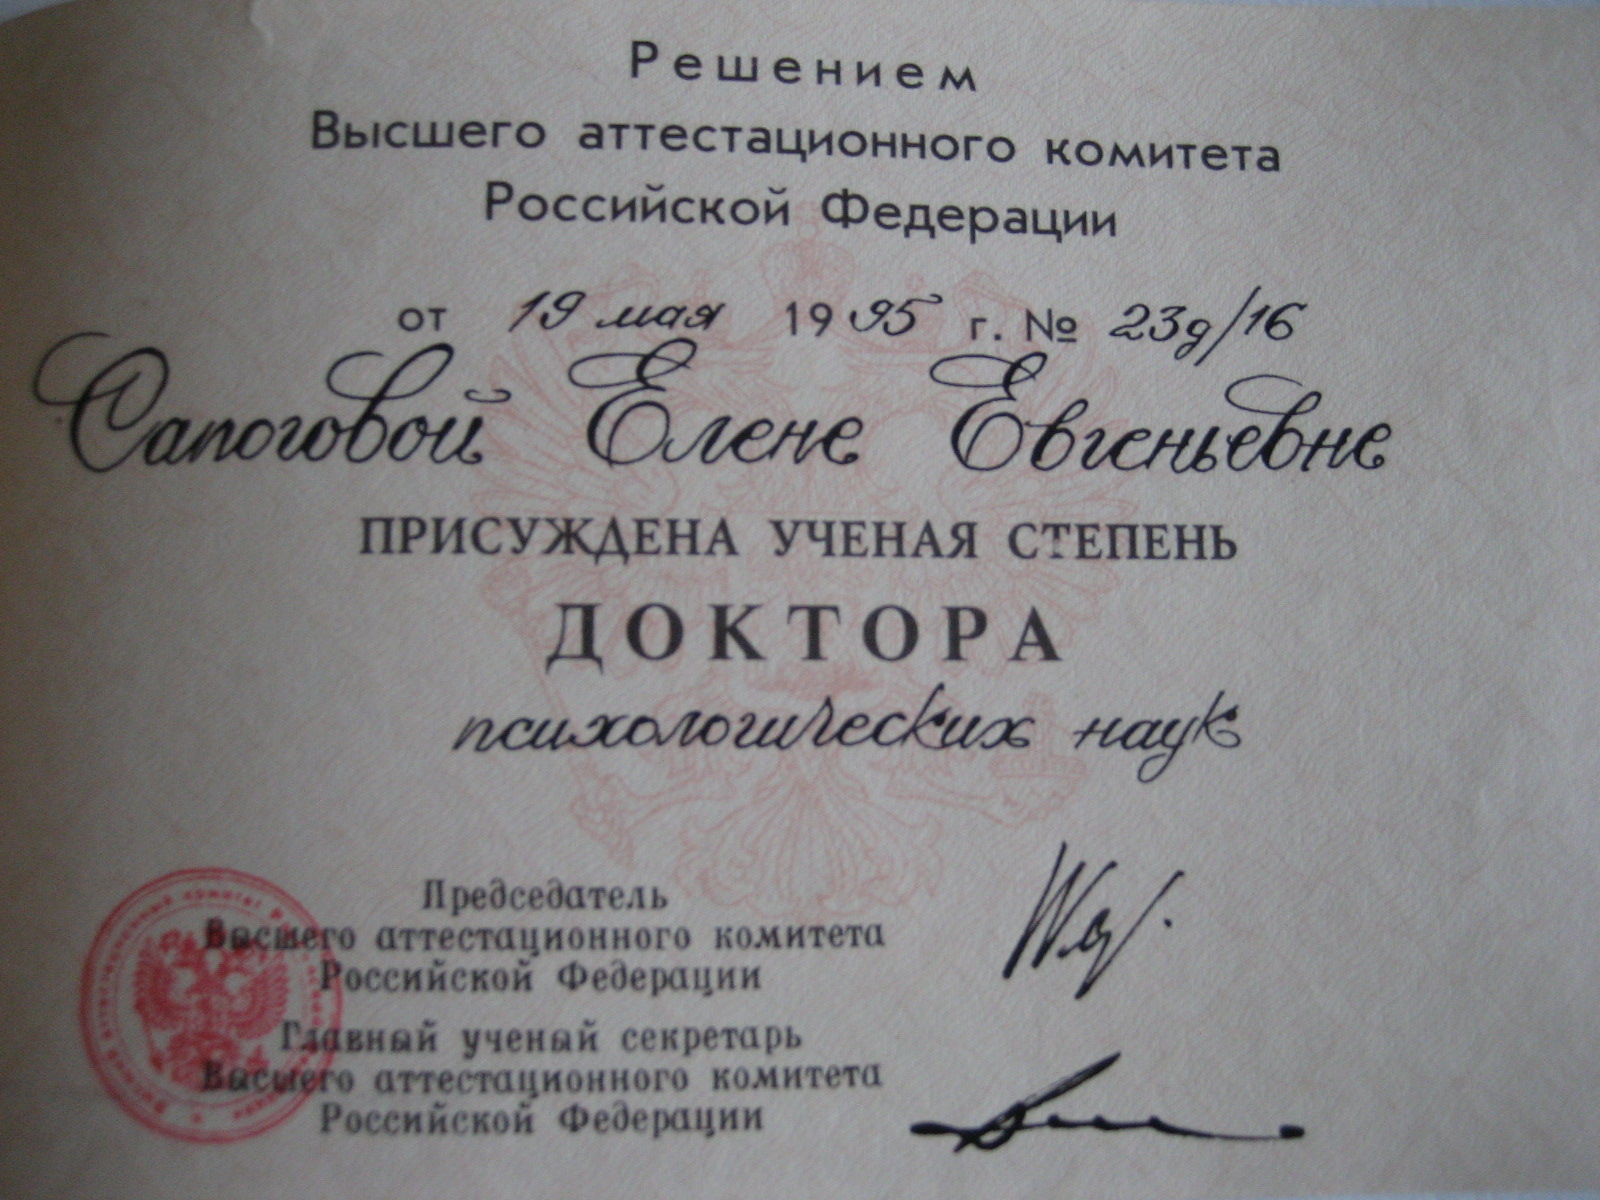 Решением
Высшего аттестационного комитета
Российской Федерации
от 19 мая 1995 г. № 23д/16
Сапоговой Елене Евгеньевне
ПРИСУЖДЕНА УЧЕНАЯ СТЕПЕНЬ
ДОКТОРА
психологических наук
Председатель
Высшего аттестационного комитета
Российской Федерации
Главный ученый секретарь
Высшего аттестационного комитета
Российской Федерации